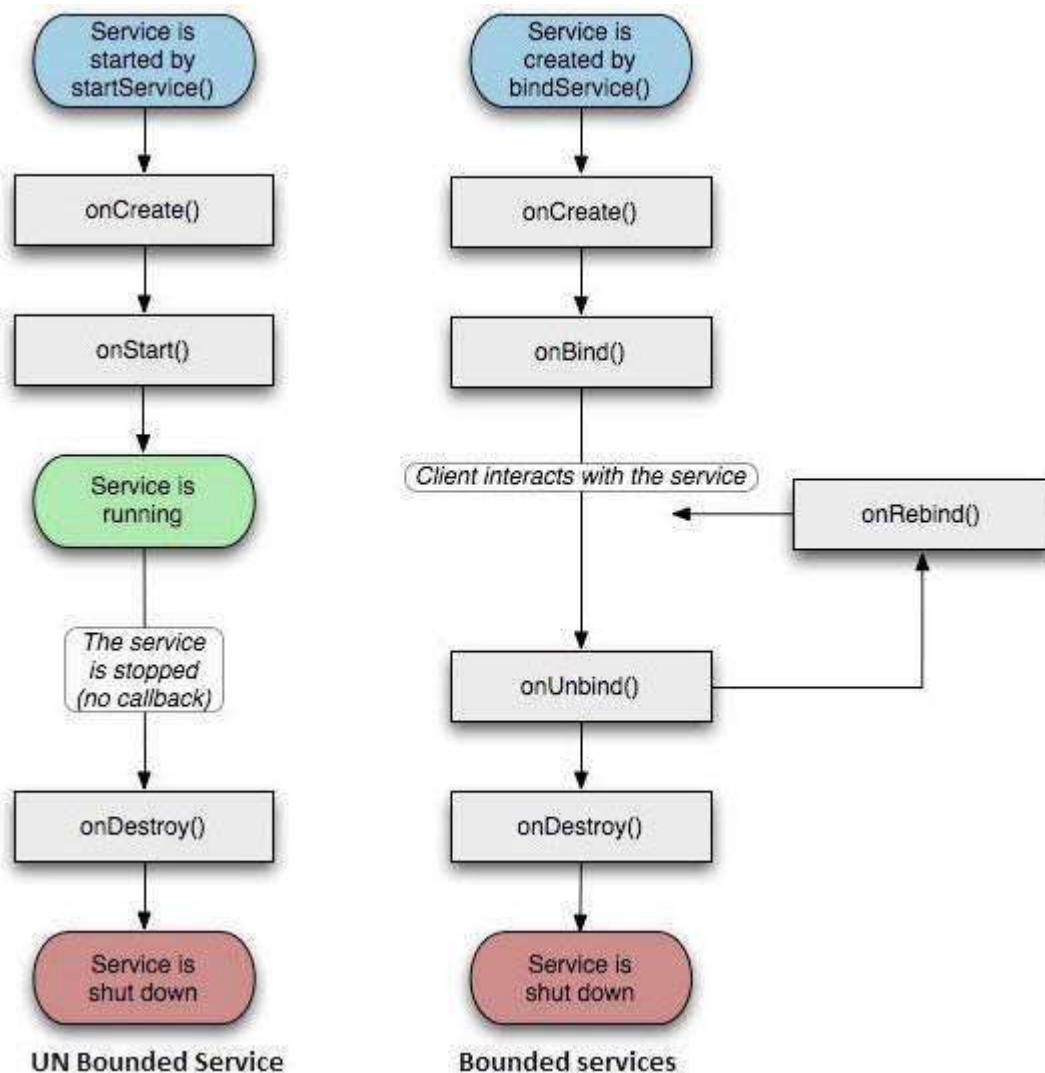 Service is
started by
startService()
onCreate()
onStart()
Service is
running
The service
is stopped
(no callback)
onDestroy()
Service is
shut down
UN Bounded Service
Service is
created by
bindService()
onCreate()
onBind()
Client interacts with the service
onRebind()
onUnbind()
onDestroy()
Service is
shut down
Bounded services